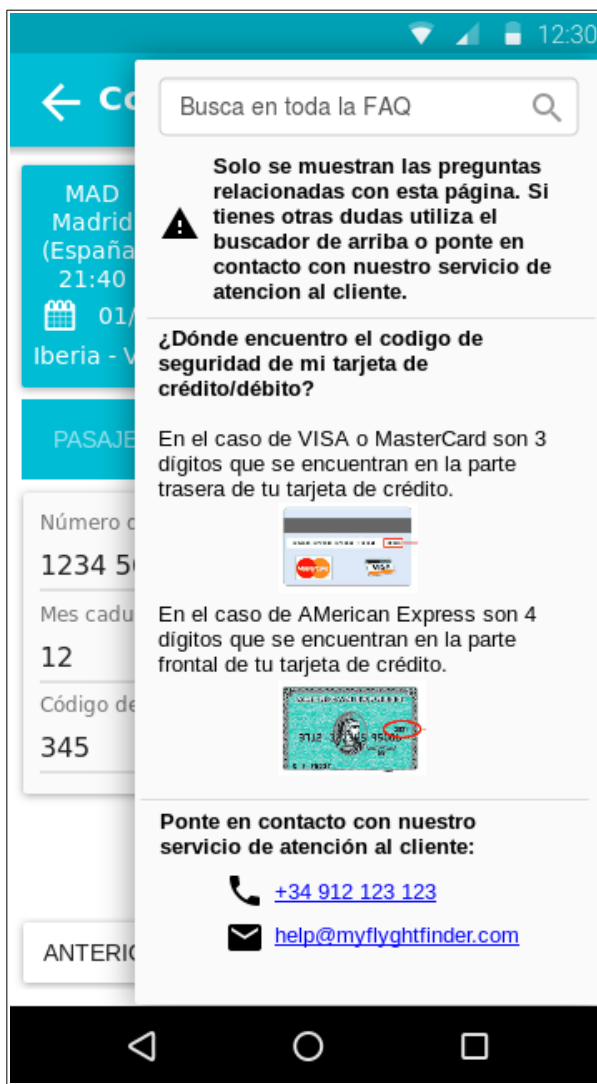 12:30
Co
Busca en toda la FAQ
Solo se muestran las preguntas
relacionadas con esta página. Si
tienes otras dudas utiliza el
buscador de arriba o ponte en
contacto con nuestro servicio de
atencion al cliente.
MAD
Madrid
(España
21:40
01/
Iberia - V
¿Dónde encuentro el codigo de
seguridad de mi tarjeta de
crédito/débito?
PASAJE
En el caso de VISA o MasterCard son 3
dígitos que se encuentran en la parte
trasera de tu tarjeta de crédito.
MasterCard
VISA
Número d
1234 56
Mes cadu
12
Código de
345
En el caso de AMerican Express son 4
dígitos que se encuentran en la parte
frontal de tu tarjeta de crédito.
3712
95006
Ponte en contacto con nuestro
servicio de atención al cliente:
+34 912 123 123
help@myflyghtfinder.com
ANTERIO